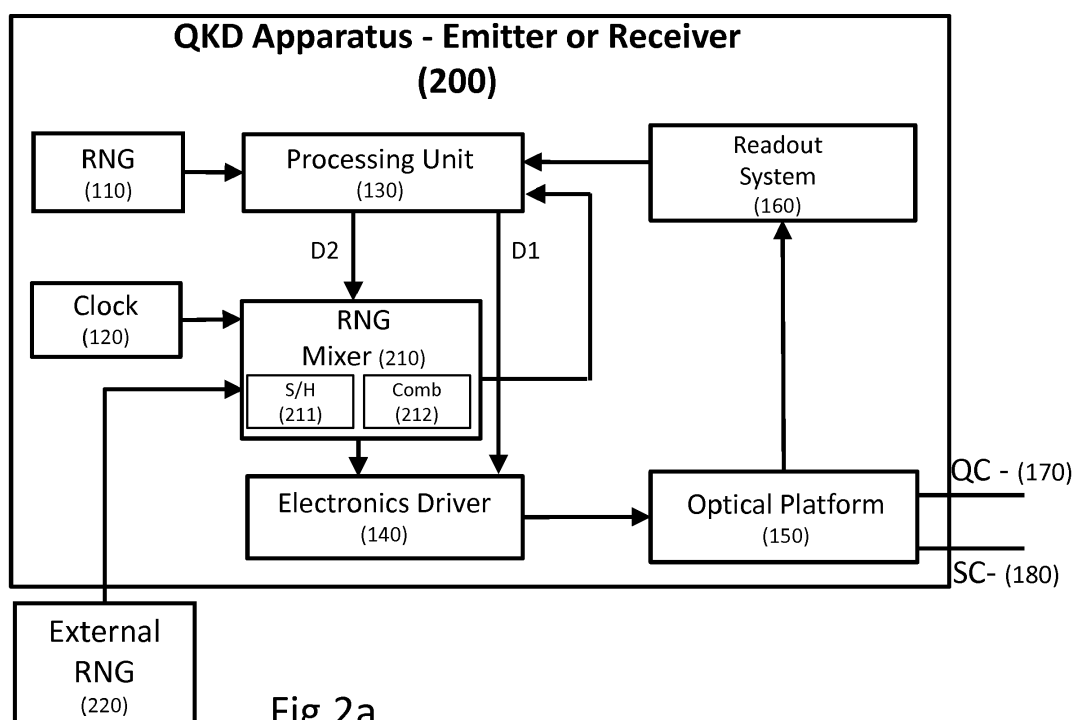 QKD Apparatus - Emitter or Receiver
(200)
RNG
(110)
Processing Unit
(130)
Readout
System
(160)
D2
D1
Clock
(120)
RNG
Mixer (210)
S/H
(211)
Comb
(212)
Electronics Driver
(140)
Optical Platform
(150)
QC - (170)
SC- (180)
External
RNG
(220)
Fig 2a